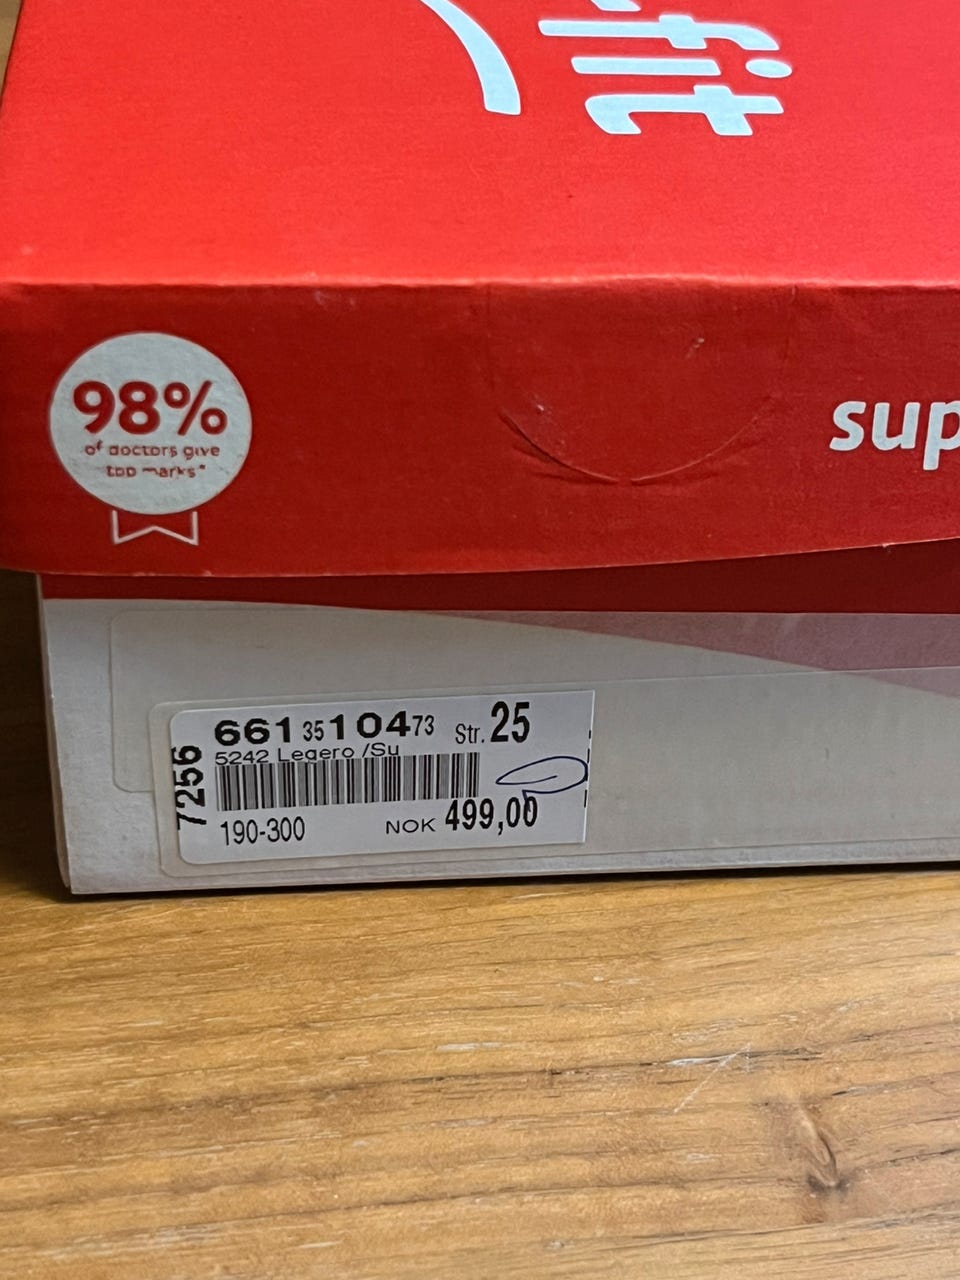 fit
98%
of doctors give
top marks*
sup
661 35 104 73 Str. 25
5242 Legero /Su
7256
190-300 NOK 499,00